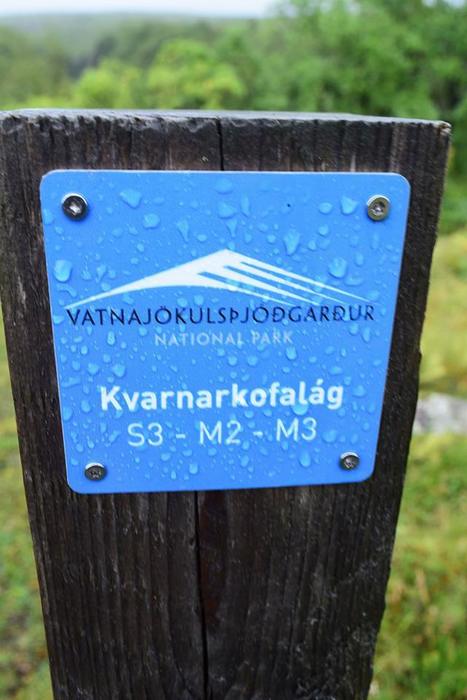 VATNAJÖKULSÞJÓÐGARÐUR
NATIONAL PARK
Kvarnarkofalág
S3 - M2 - M3